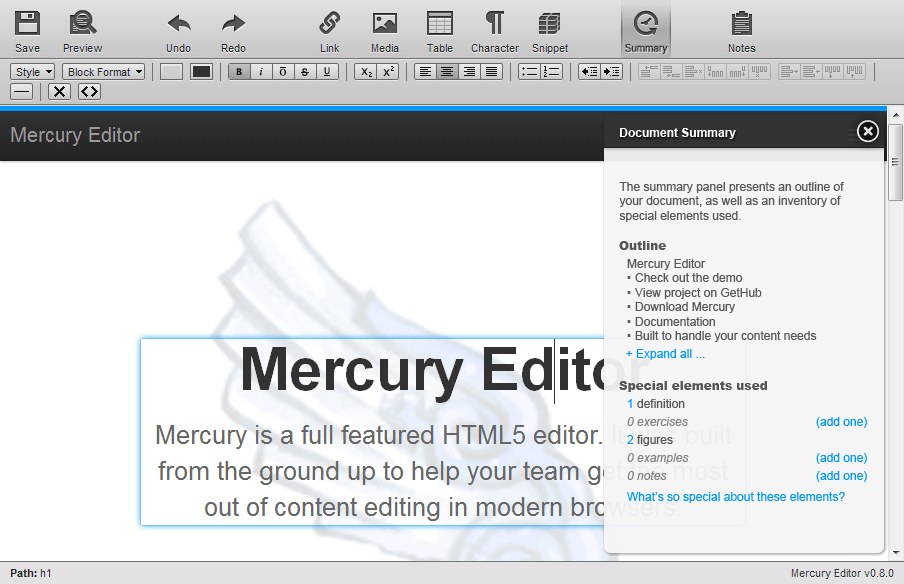 Save Preview Undo Redo Link Media Table Character Snippet Summary Notes
Style Block Format B i O S U X₂ X²
Mercury Editor
Document Summary
The summary panel presents an outline of
your document, as well as an inventory of
special elements used.
Outline
Mercury Editor
• Check out the demo
• View project on GetHub
• Download Mercury
• Documentation
• Built to handle your content needs
+ Expand all ...
Special elements used
1 definition
0 exercises (add one)
2 figures
0 examples (add one)
0 notes (add one)
What's so special about these elements?
Mercury Editor
Mercury is a full featured HTML5 editor. It was built
from the ground up to help your team get the most
out of content editing in modern browsers.
Path: h1 Mercury Editor v0.8.0